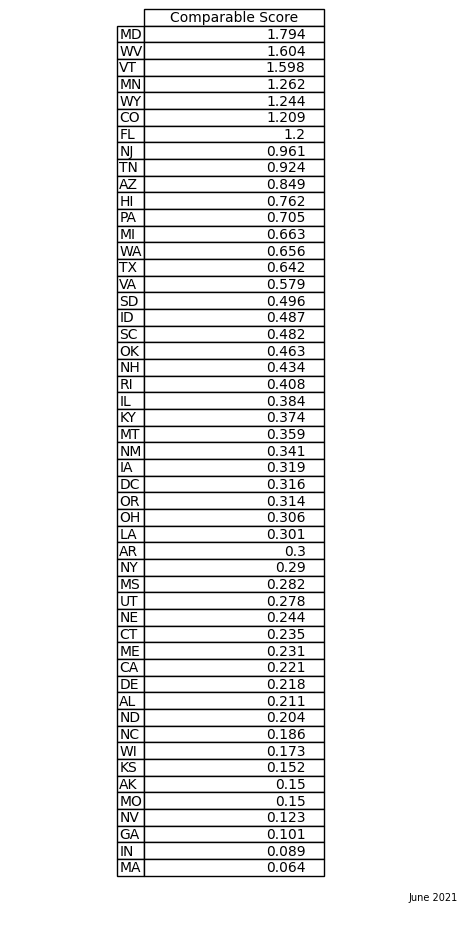 Comparable Score
MD 1.794
WV 1.604
VT 1.598
MN 1.262
WY 1.244
CO 1.209
FL 1.2
NJ 0.961
TN 0.924
AZ 0.849
HI 0.762
PA 0.705
MI 0.663
WA 0.656
TX 0.642
VA 0.579
SD 0.496
ID 0.487
SC 0.482
OK 0.463
NH 0.434
RI 0.408
IL 0.384
KY 0.374
MT 0.359
NM 0.341
IA 0.319
DC 0.316
OR 0.314
OH 0.306
LA 0.301
AR 0.3
NY 0.29
MS 0.282
UT 0.278
NE 0.244
CT 0.235
ME 0.231
CA 0.221
DE 0.218
AL 0.211
ND 0.204
NC 0.186
WI 0.173
KS 0.152
AK 0.15
MO 0.15
NV 0.123
GA 0.101
IN 0.089
MA 0.064
June 2021